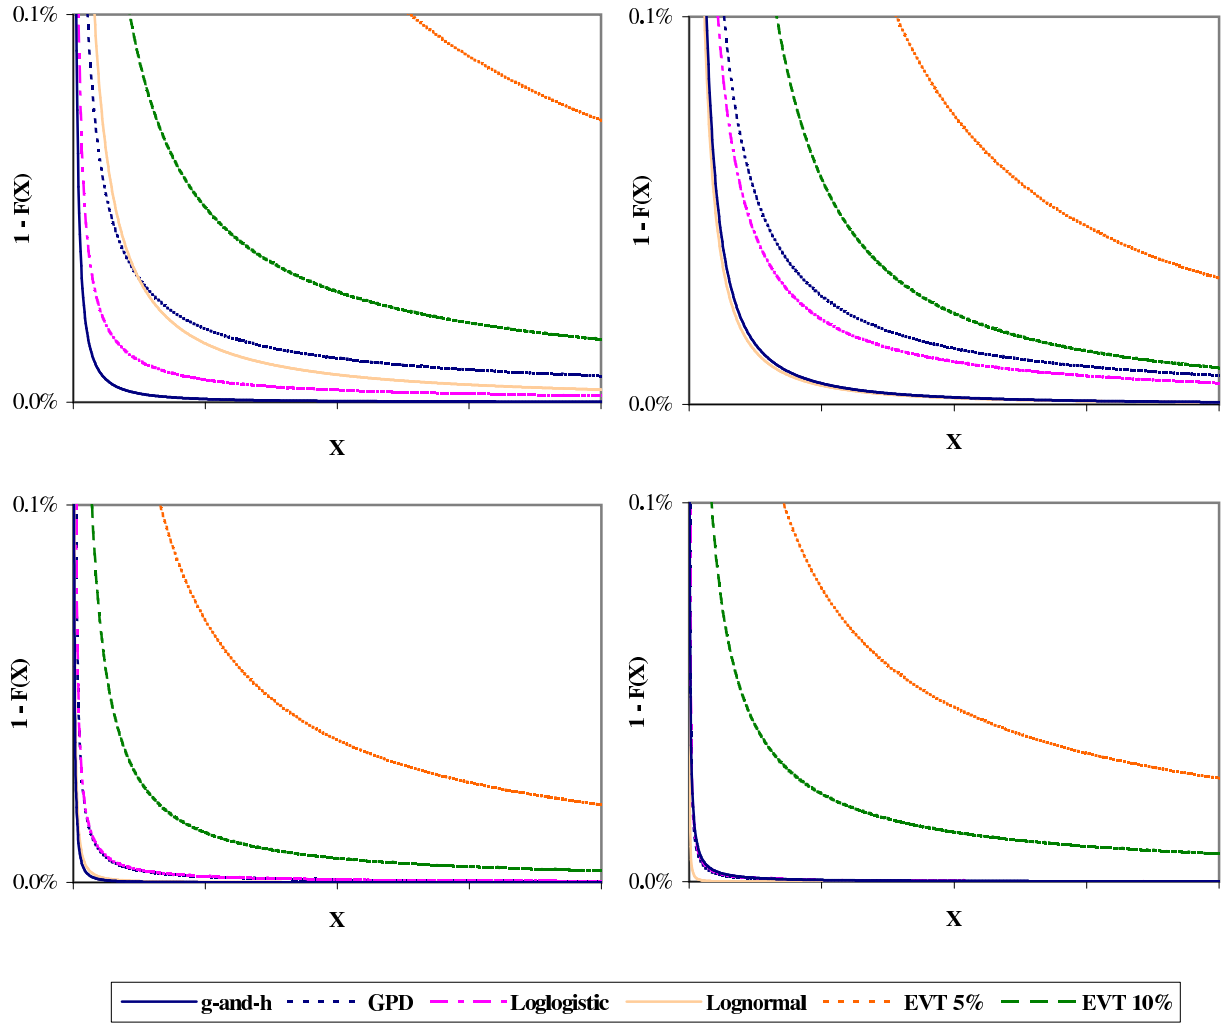 0.1%
1 - F(X)
0.0%
X
0.1%
1 - F(X)
0.0%
X
0.1%
1 - F(X)
0.0%
X
0.1%
1 - F(X)
0.0%
X
g-and-h GPD Loglogistic Lognormal EVT 5% EVT 10%